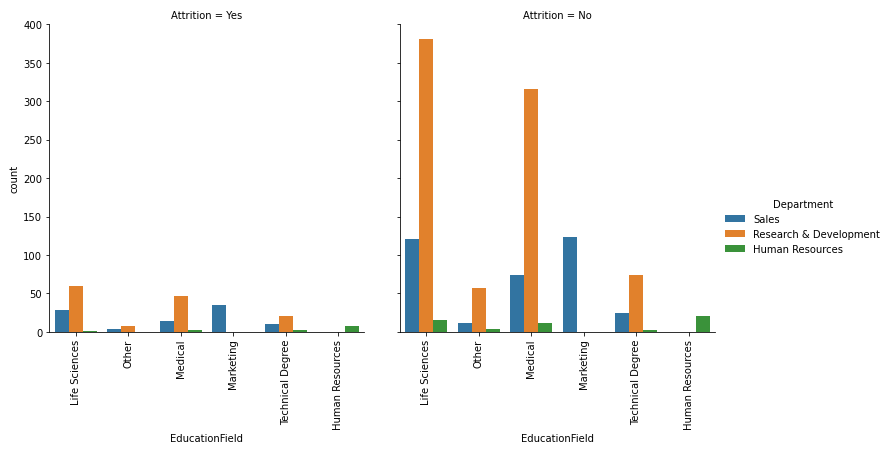 Attrition = Yes
Attrition = No
400
350
300
250
200
150
100
50
0
count
Life Sciences
Other
Medical
Marketing
Technical Degree
Human Resources
EducationField
Life Sciences
Other
Medical
Marketing
Technical Degree
Human Resources
EducationField
Department
Sales
Research & Development
Human Resources